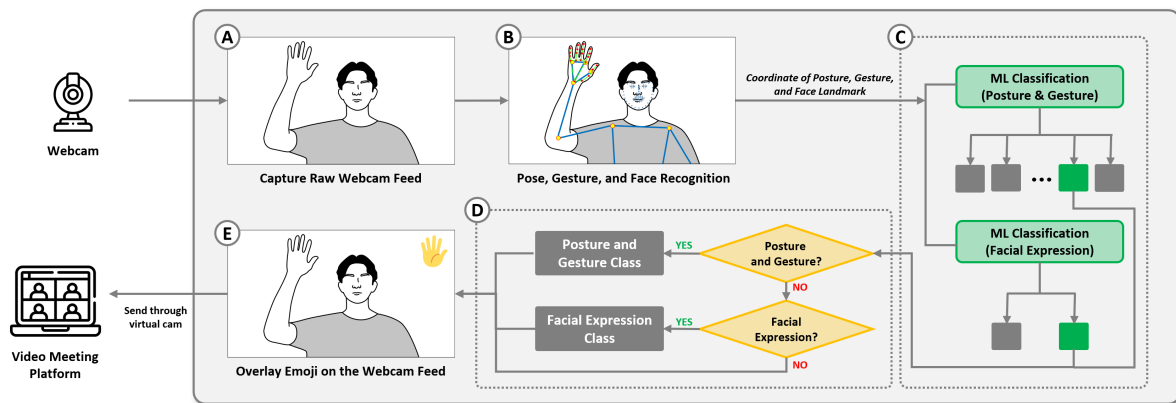 A
B
C
Webcam
Capture Raw Webcam Feed
Pose, Gesture, and Face Recognition
Coordinate of Posture, Gesture,
and Face Landmark
ML Classification
(Posture & Gesture)
...
ML Classification
(Facial Expression)
D
Posture
and Gesture?
YES
NO
Posture and
Gesture Class
Facial
Expression?
YES
NO
Facial Expression
Class
E
Overlay Emoji on the Webcam Feed
Send through
virtual cam
Video Meeting
Platform